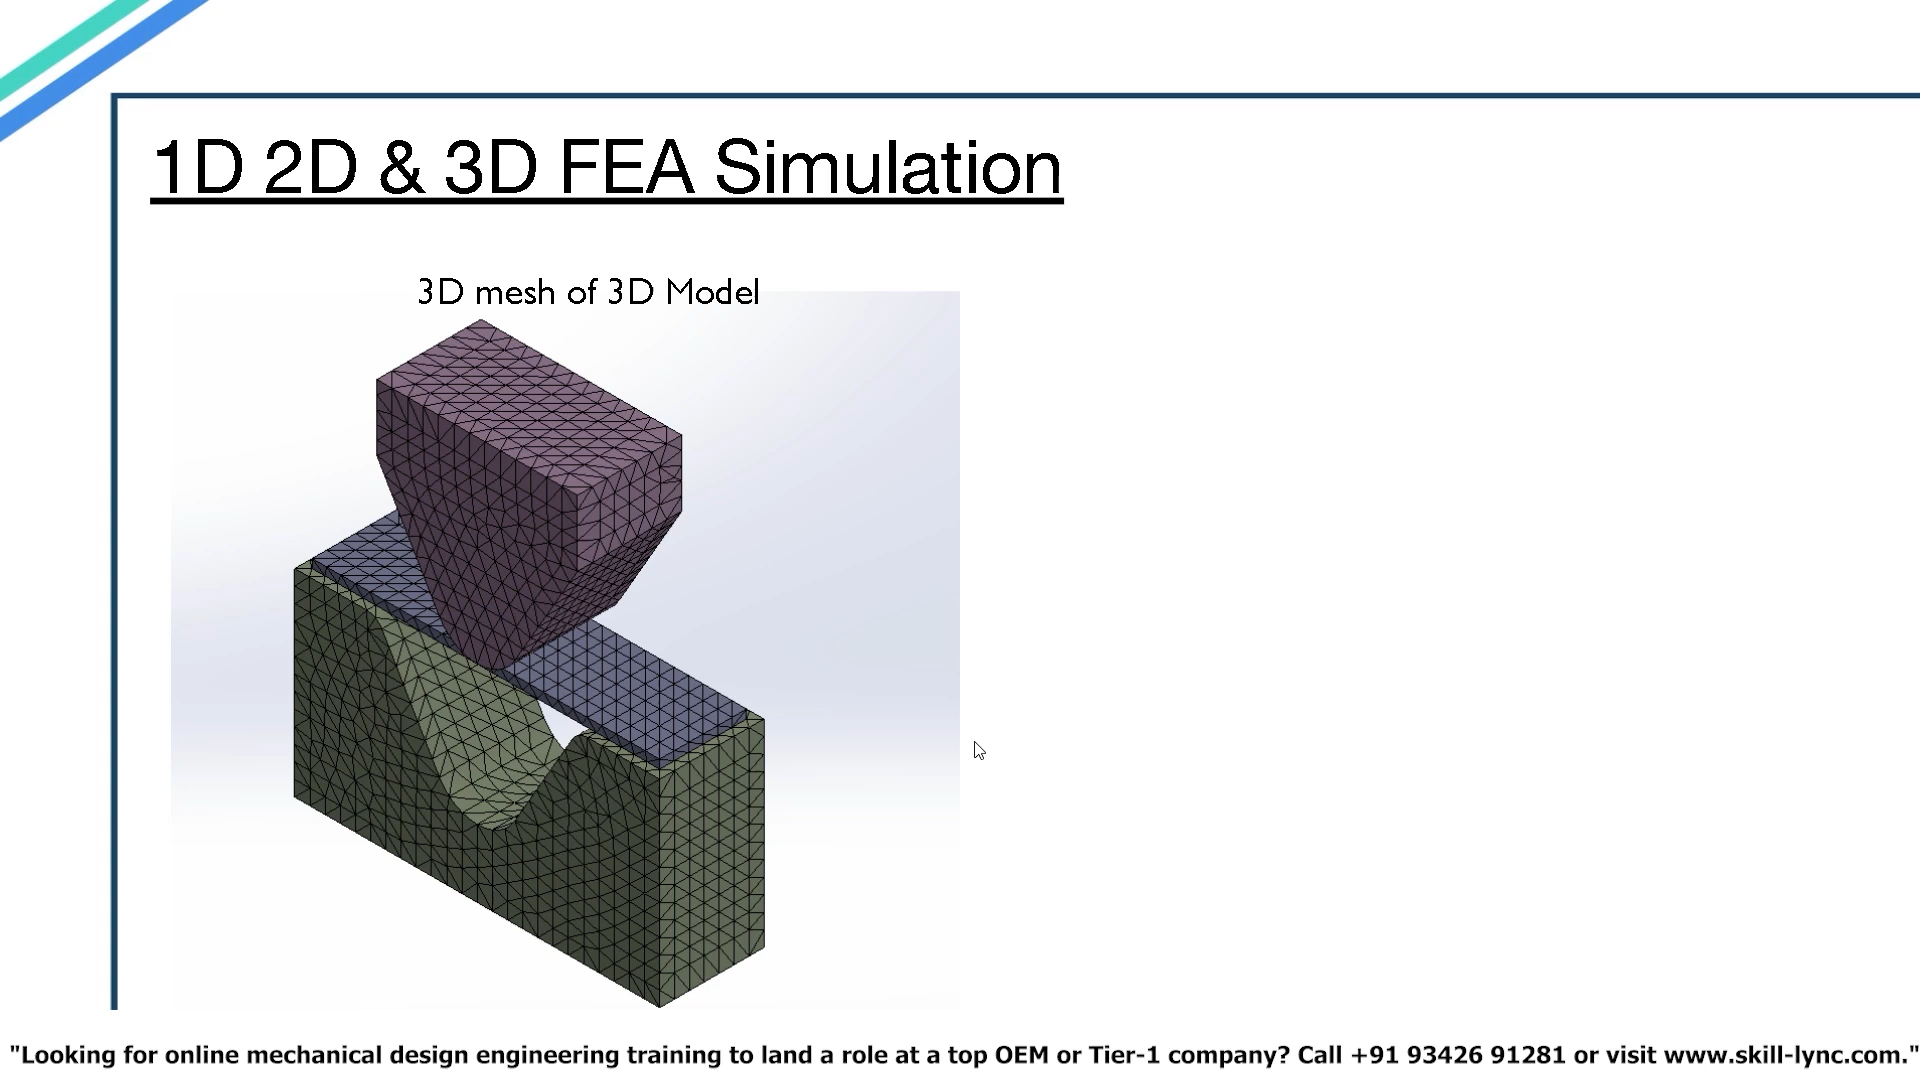 1D 2D & 3D FEA Simulation
3D mesh of 3D Model
"Looking for online mechanical design engineering training to land a role at a top OEM or Tier-1 company? Call +91 93426 91281 or visit www.skill-lync.com."